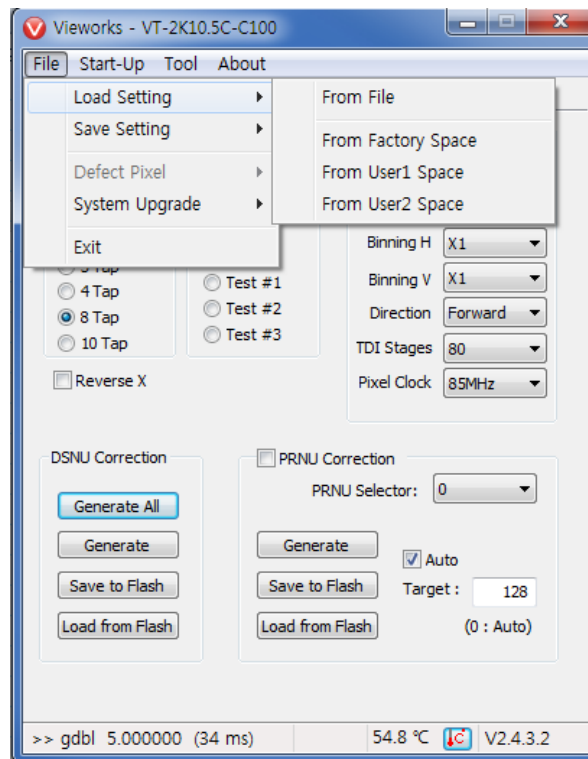 Vieworks - VT-2K10.5C-C100
File Start-Up Tool About
Load Setting
Save Setting
Defect Pixel
System Upgrade
Exit
From File
From Factory Space
From User1 Space
From User2 Space
4 Tap
8 Tap
10 Tap
Reverse X
Test #1
Test #2
Test #3
Binning H X1
Binning V X1
Direction Forward
TDI Stages 80
Pixel Clock 85MHz
DSNU Correction
Generate All
Generate
Save to Flash
Load from Flash
PRNU Correction
PRNU Selector: 0
Generate
Save to Flash
Load from Flash
Auto
Target : 128
(0 : Auto)
>> gdbl 5.000000 (34 ms) 54.8 ℃ V2.4.3.2